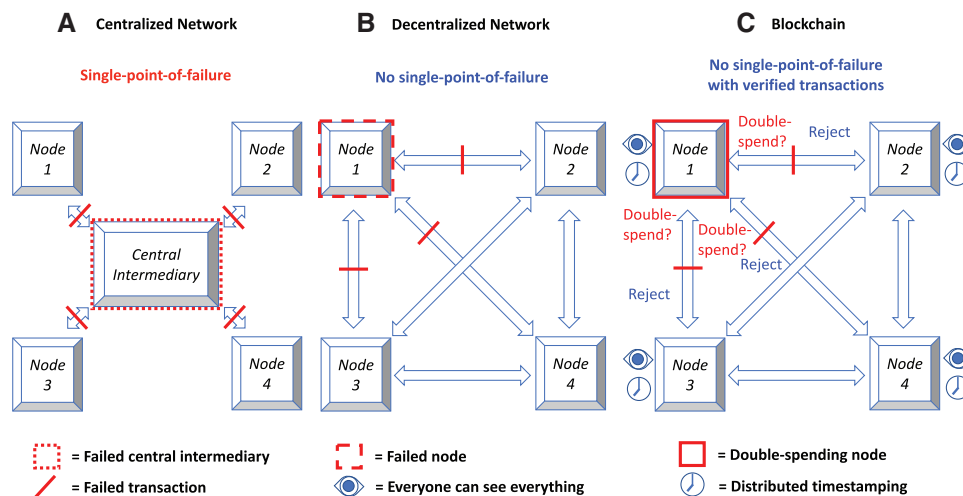 A Centralized Network
Single-point-of-failure
Node
1
Node
2
Central
Intermediary
Node
3
Node
4
B Decentralized Network
No single-point-of-failure
Node
1
Node
2
Node
3
Node
4
C Blockchain
No single-point-of-failure
with verified transactions
Node
1
Double-
spend?
Reject
Node
2
Double-
spend?
Double-
spend?
Reject
Reject
Node
3
Node
4
= Failed central intermediary
= Failed transaction
= Failed node
= Everyone can see everything
= Double-spending node
= Distributed timestamping